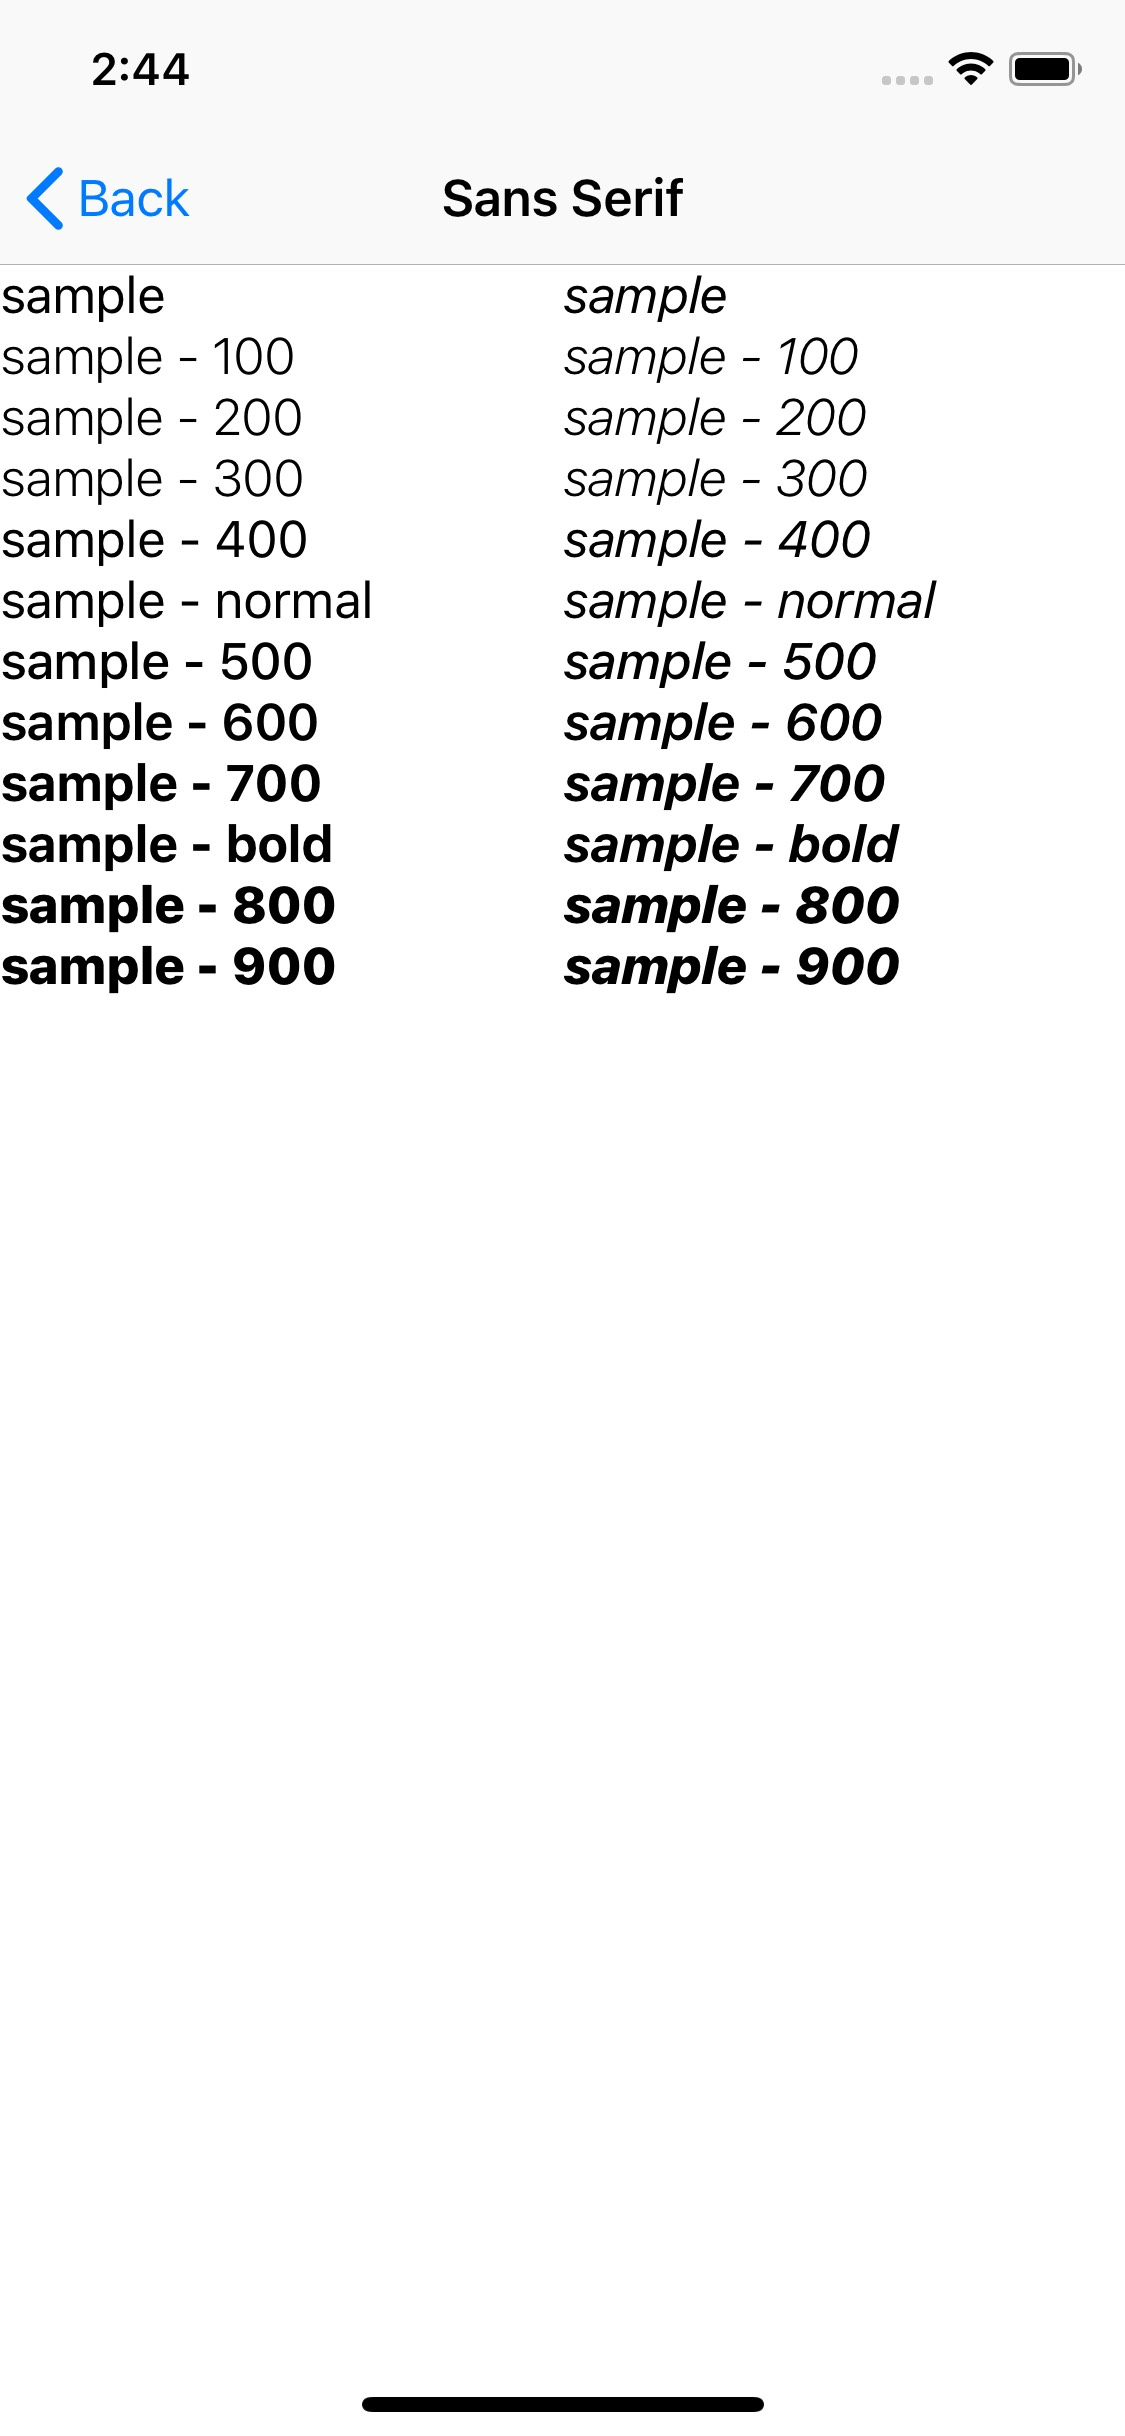 2:44
Back Sans Serif
sample sample
sample - 100 sample - 100
sample - 200 sample - 200
sample - 300 sample - 300
sample - 400 sample - 400
sample - normal sample - normal
sample - 500 sample - 500
sample - 600 sample - 600
sample - 700 sample - 700
sample - bold sample - bold
sample - 800 sample - 800
sample - 900 sample - 900